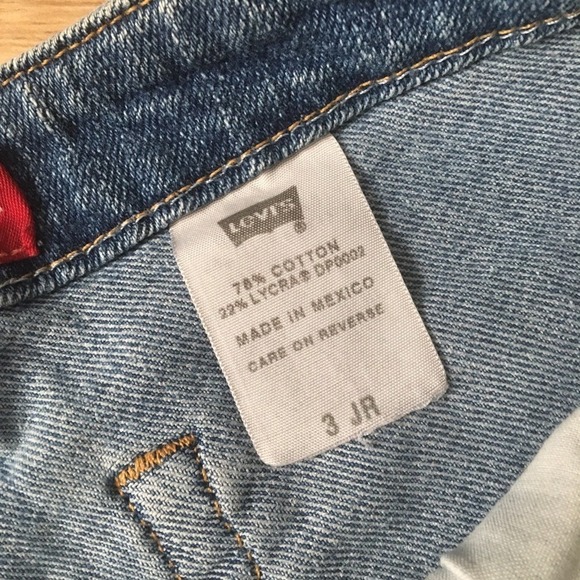 LEVI'S®
78% COTTON
22% LYCRA® DP0002
MADE IN MEXICO
CARE ON REVERSE
3 JR